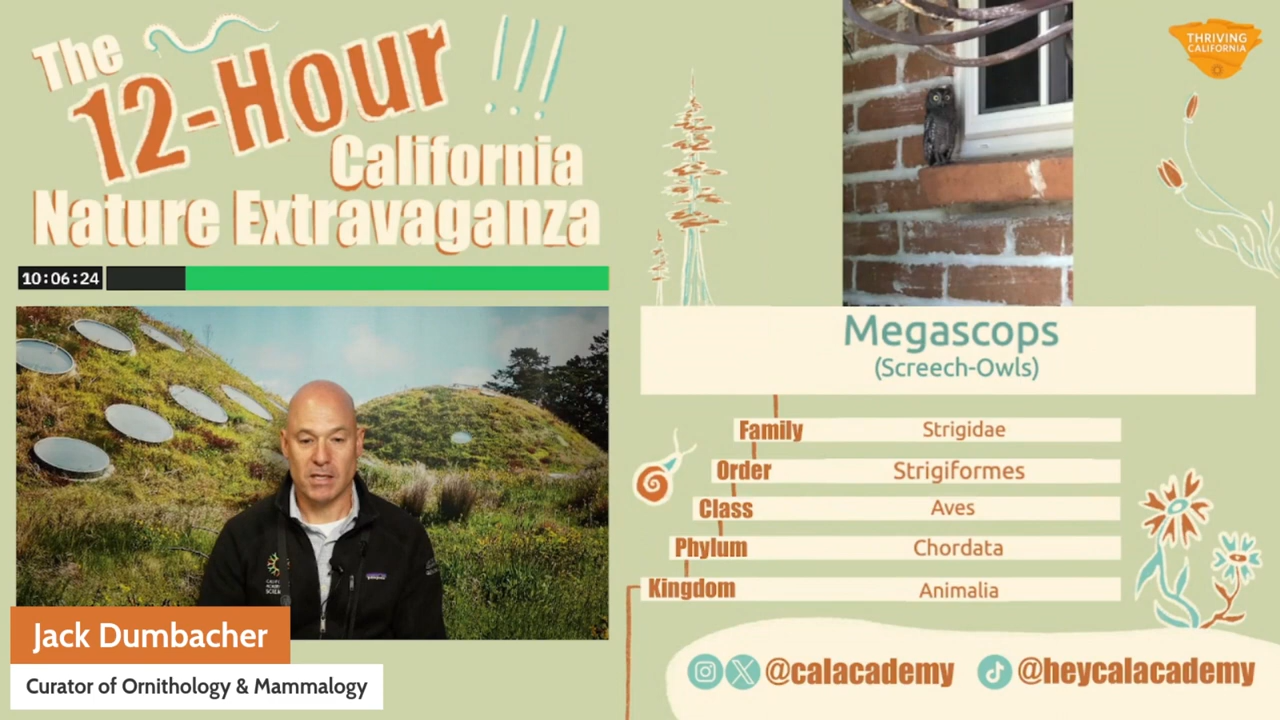 The
12-Hour !!!
California
Nature Extravaganza
10:06:24
THRIVING
CALIFORNIA
Megascops
(Screech-Owls)
Family Strigidae
Order Strigiformes
Class Aves
Phylum Chordata
Kingdom Animalia
patagonia
Jack Dumbacher
Curator of Ornithology & Mammalogy
@calacademy
@heycalacademy